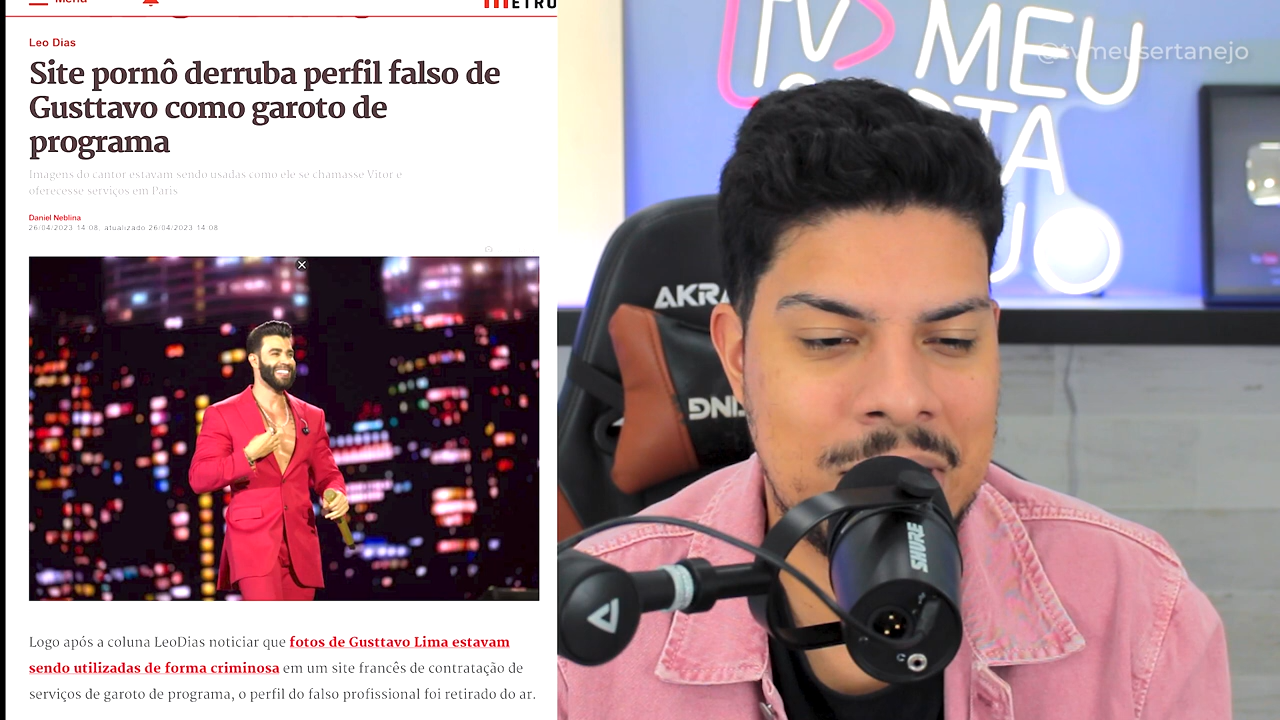 Menu
METRÓ
Leo Dias
Site pornô derruba perfil falso de
Gusttavo como garoto de
programa
Imagens do cantor estavam sendo usadas como ele se chamasse Vitor e
oferecesse serviços em Paris
Daniel Neblina
26/04/2023 14:08, atualizado 26/04/2023 14:08
Logo após a coluna LeoDias noticiar que fotos de Gusttavo Lima estavam
sendo utilizadas de forma criminosa em um site francês de contratação de
serviços de garoto de programa, o perfil do falso profissional foi retirado do ar.
@tvmeusertanejo
TV MEU
AKRA
SHURE